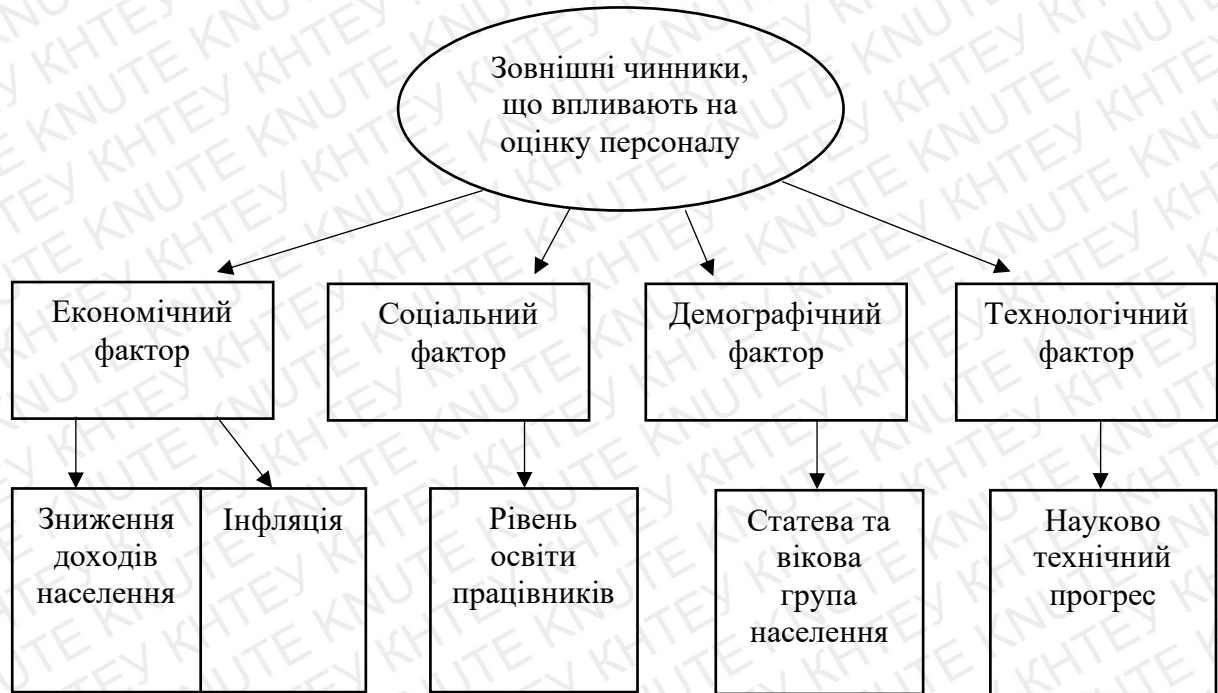 Зовнішні чинники,
що впливають на
оцінку персоналу
Економічний
фактор
Соціальний
фактор
Демографічний
фактор
Технологічний
фактор
Зниження
доходів
населення
Інфляція
Рівень
освіти
працівників
Статева та
вікова
група
населення
Науково
технічний
прогрес